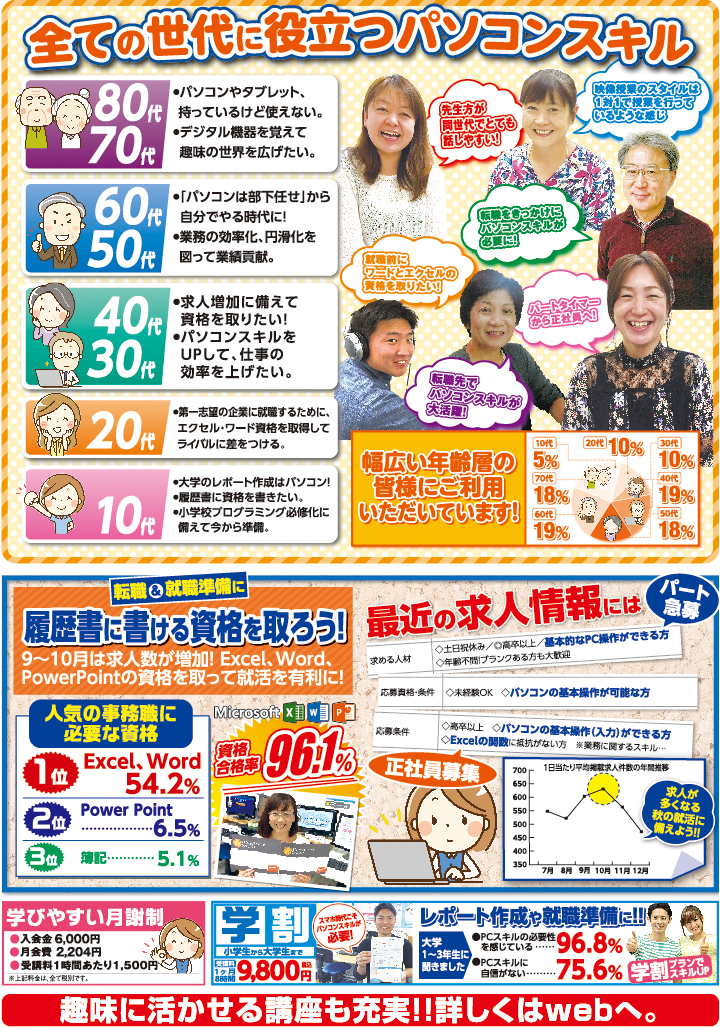 全ての世代に役立つパソコンスキル
80代
70代
●パソコンやタブレット、
持っているけど使えない。
●デジタル機器を覚えて
趣味の世界を広げたい。
60代
50代
●「パソコンは部下任せ」から
自分でやる時代に!
●業務の効率化、円滑化を
図って業績貢献。
40代
30代
●求人増加に備えて
資格を取りたい!
●パソコンスキルを
UPして、仕事の
効率を上げたい。
20代
●第一志望の企業に就職するために、
エクセル・ワード資格を取得して
ライバルに差をつける。
10代
●大学のレポート作成はパソコン!
●履歴書に資格を書きたい。
●小学校プログラミング必修化に
備えて今から準備。
先生方が
同世代でとても
話しやすい!
映像授業のスタイルは
1対1で授業を行って
いるような感じ
転職をきっかけに
パソコンスキルが
必要に!
就職前に
ワードとエクセルの
資格を取りたい!
パートタイマー
から正社員へ!
転職先で
パソコンスキルが
大活躍!
幅広い年齢層の
皆様にご利用
いただいています!
10代
5%
20代 10%
30代
10%
70代
18%
40代
19%
60代
19%
50代
18%
転職&就職準備に
履歴書に書ける資格を取ろう!
9〜10月は求人数が増加! Excel、Word、
PowerPointの資格を取って就活を有利に!
人気の事務職に
必要な資格
1位 Excel、Word
54.2%
2位 Power Point
……………6.5%
3位 簿記…………5.1%
Microsoft
資格
合格率 96.1%
最近の求人情報には
パート
急募
求める人材
◇土日祝休み/◎高卒以上/基本的なPC操作ができる方
◇年齢不問!ブランクある方も大歓迎
応募資格・条件 ◇未経験OK ◇パソコンの基本操作が可能な方
応募条件
◇高卒以上 ◇パソコンの基本操作(入力)ができる方
◇Excelの関数に抵抗がない方 ※業務に関するスキル…
正社員募集
1日当たり平均掲載求人件数の年間推移
700
650
600
550
500
450
400
350
7月 8月 9月 10月 11月 12月
求人が
多くなる
秋の就活に
備えよう!!
学びやすい月謝制
●入会金 6,000円
●月会費 2,204円
●受講料1時間あたり1,500円
※上記料金は、全て税別です。
学割
小学生から大学生まで
受講料
1ヶ月
8時間
9,800円
税込
スマホ時代こそ
パソコンスキルが
必要!
レポート作成や就職準備に!!
大学
1〜3年生に
聞きました
●PCスキルの必要性
を感じている……96.8%
●PCスキルに
自信がない………75.6%
学割プランで
スキルUP
趣味に活かせる講座も充実!!詳しくはwebへ。